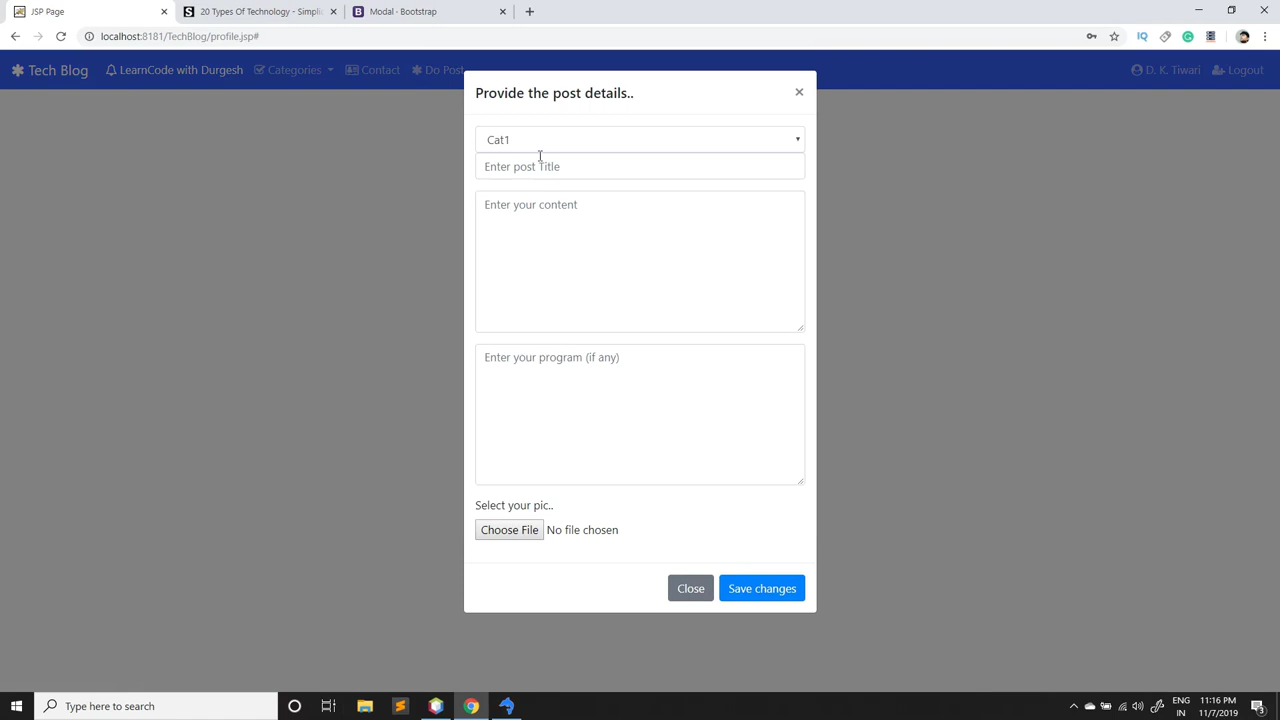 JSP Page
20 Types Of Technology - Simpli
Modal · Bootstrap
localhost:8181/TechBlog/profile.jsp#
Tech Blog
LearnCode with Durgesh
Categories
Contact
Do Post
D. K. Tiwari
Logout
Provide the post details..
×
Cat1
Enter post Title
Enter your content
Enter your program (if any)
Select your pic..
Choose File No file chosen
Close
Save changes
Type here to search
ENG
IN
11:16 PM
11/7/2019
3